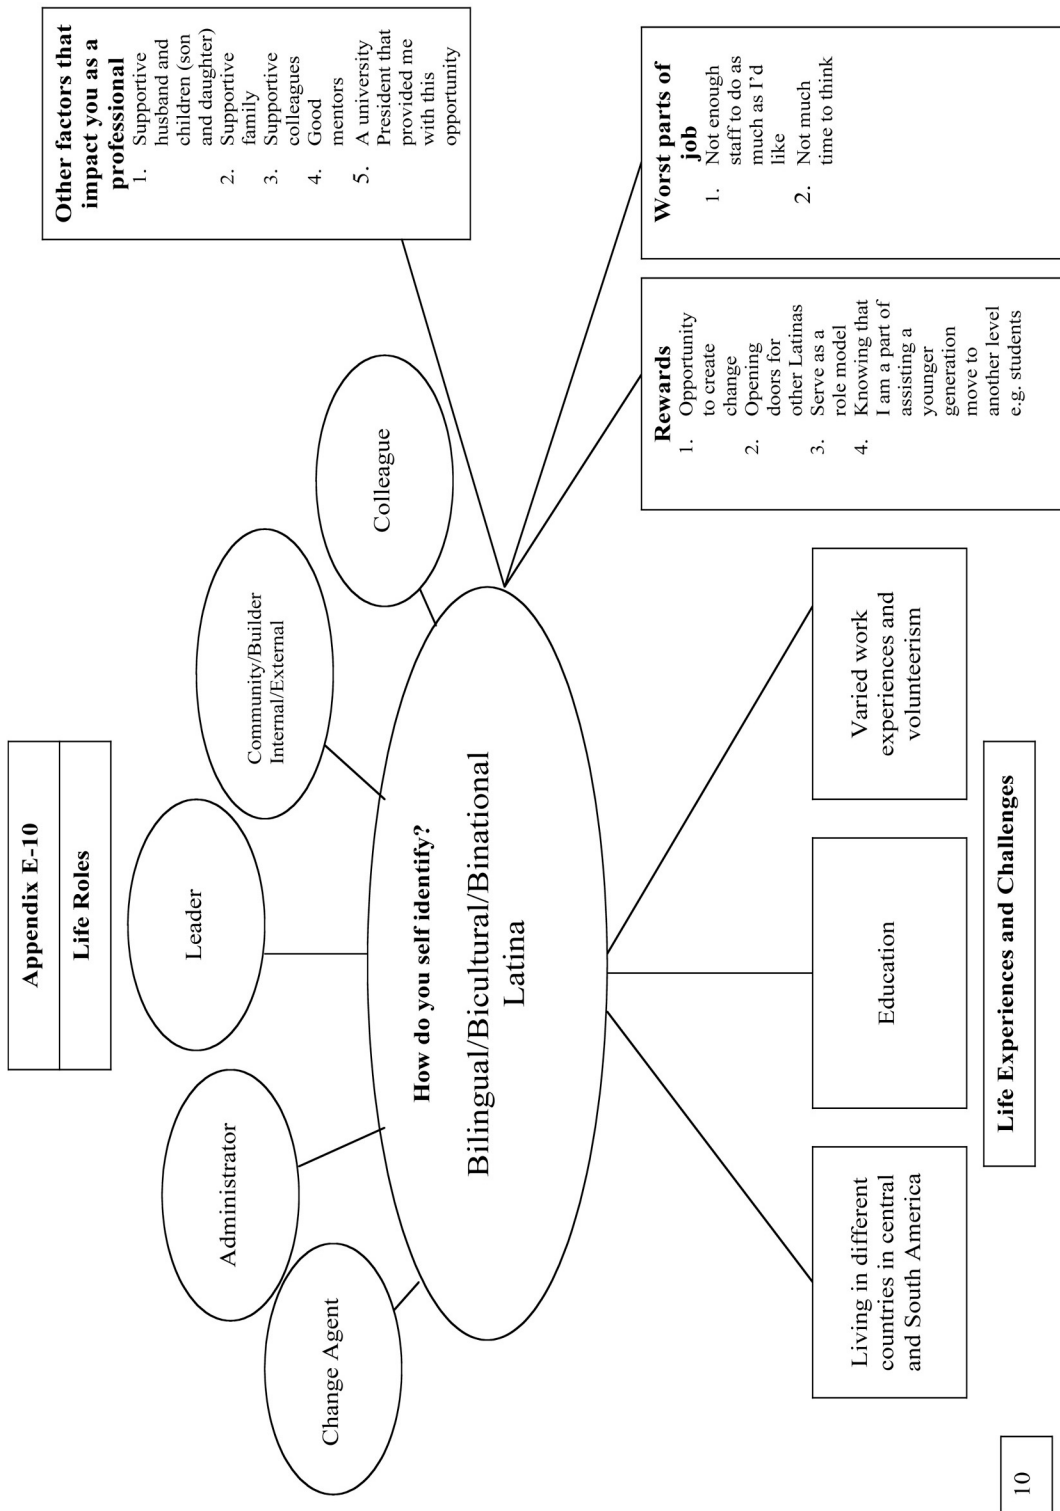 Appendix E-10
Life Roles
Change Agent
Administrator
Leader
Community/Builder
Internal/External
Colleague
Other factors that
impact you as a
professional
1. Supportive
husband and
children (son
and daughter)
2. Supportive
family
3. Supportive
colleagues
4. Good
mentors
5. A university
President that
provided me
with this
opportunity
How do you self identify?
Bilingual/Bicultural/Binational
Latina
Rewards
1. Opportunity
to create
change
2. Opening
doors for
other Latinas
3. Serve as a
role model
4. Knowing that
I am a part of
assisting a
younger
generation
move to
another level
e.g. students
Worst parts of
job
1. Not enough
staff to do as
much as I'd
like
2. Not much
time to think
Living in different
countries in central
and South America
Education
Varied work
experiences and
volunteerism
Life Experiences and Challenges
10